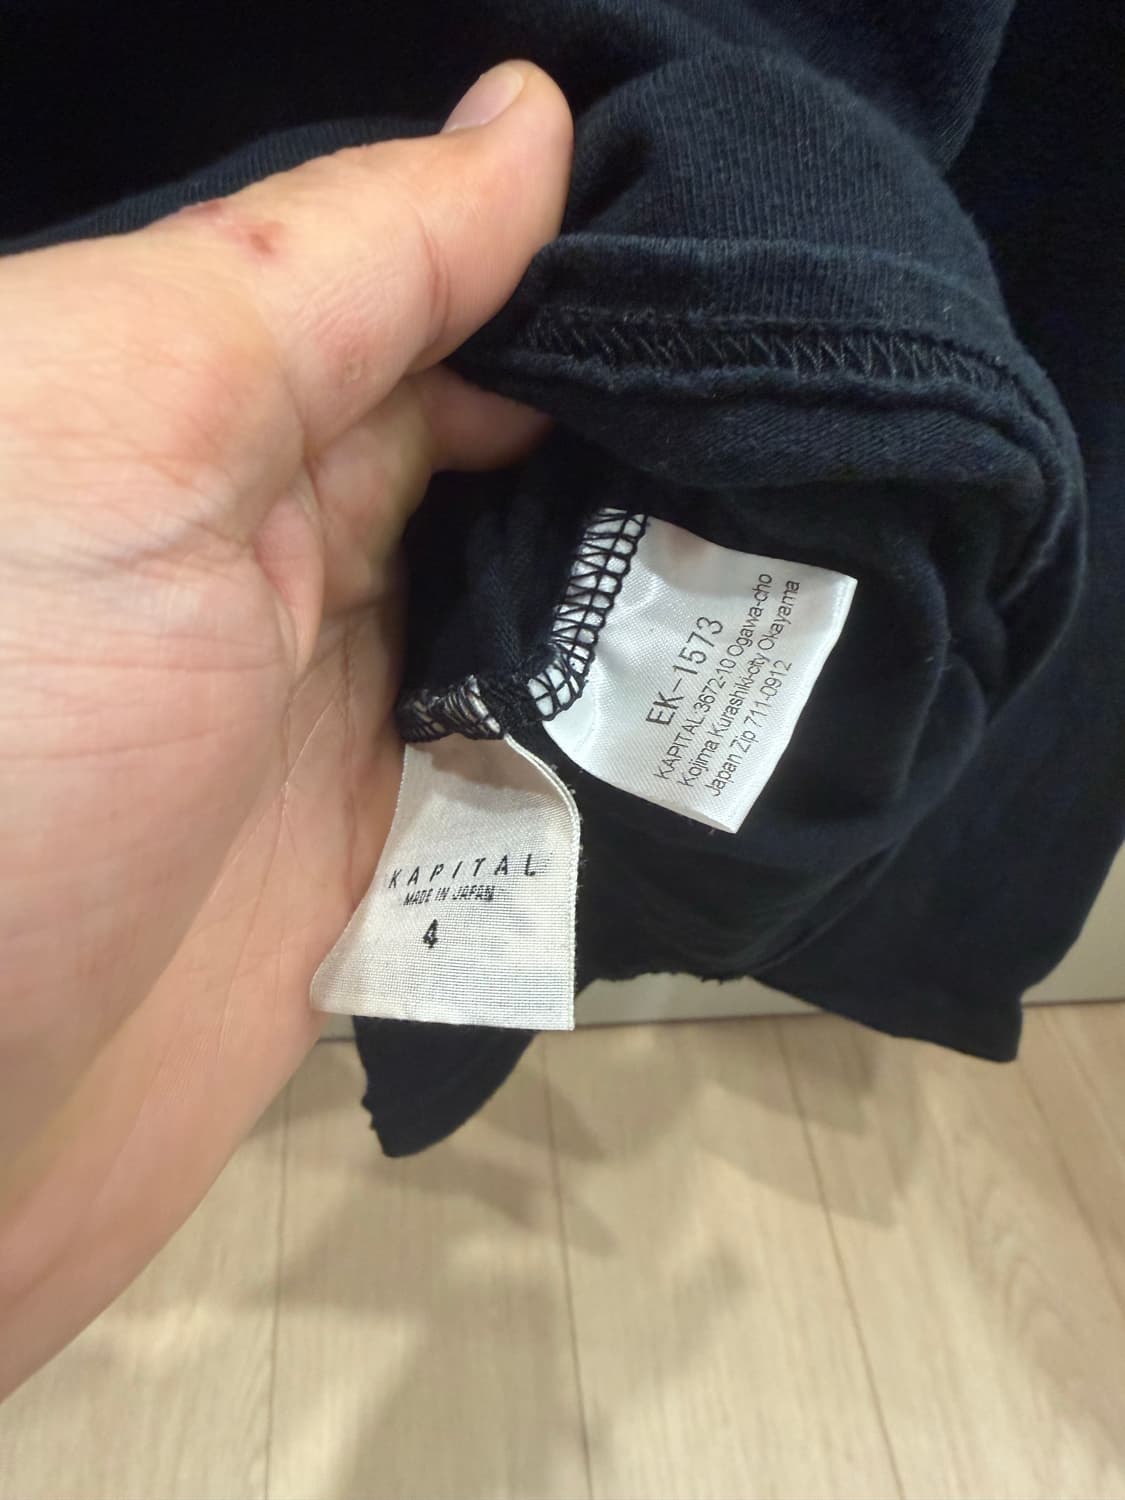 EK-1573
KAPITAL 3672-10 Ogawa-cho
Kojima Kurashiki-city Okayama
Japan Zip 711-0912
KAPITAL
MADE IN JAPAN
4